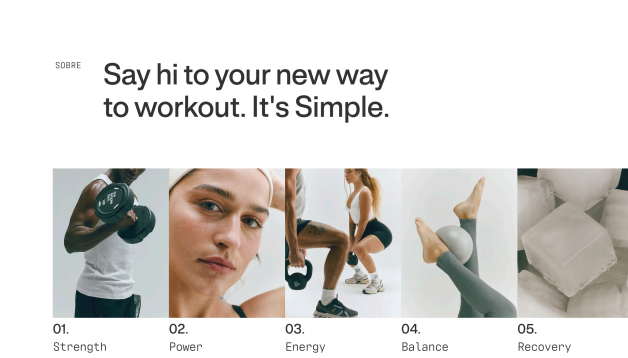 SOBRE
Say hi to your new way
to workout. It's Simple.
01.
Strength
02.
Power
03.
Energy
04.
Balance
05.
Recovery